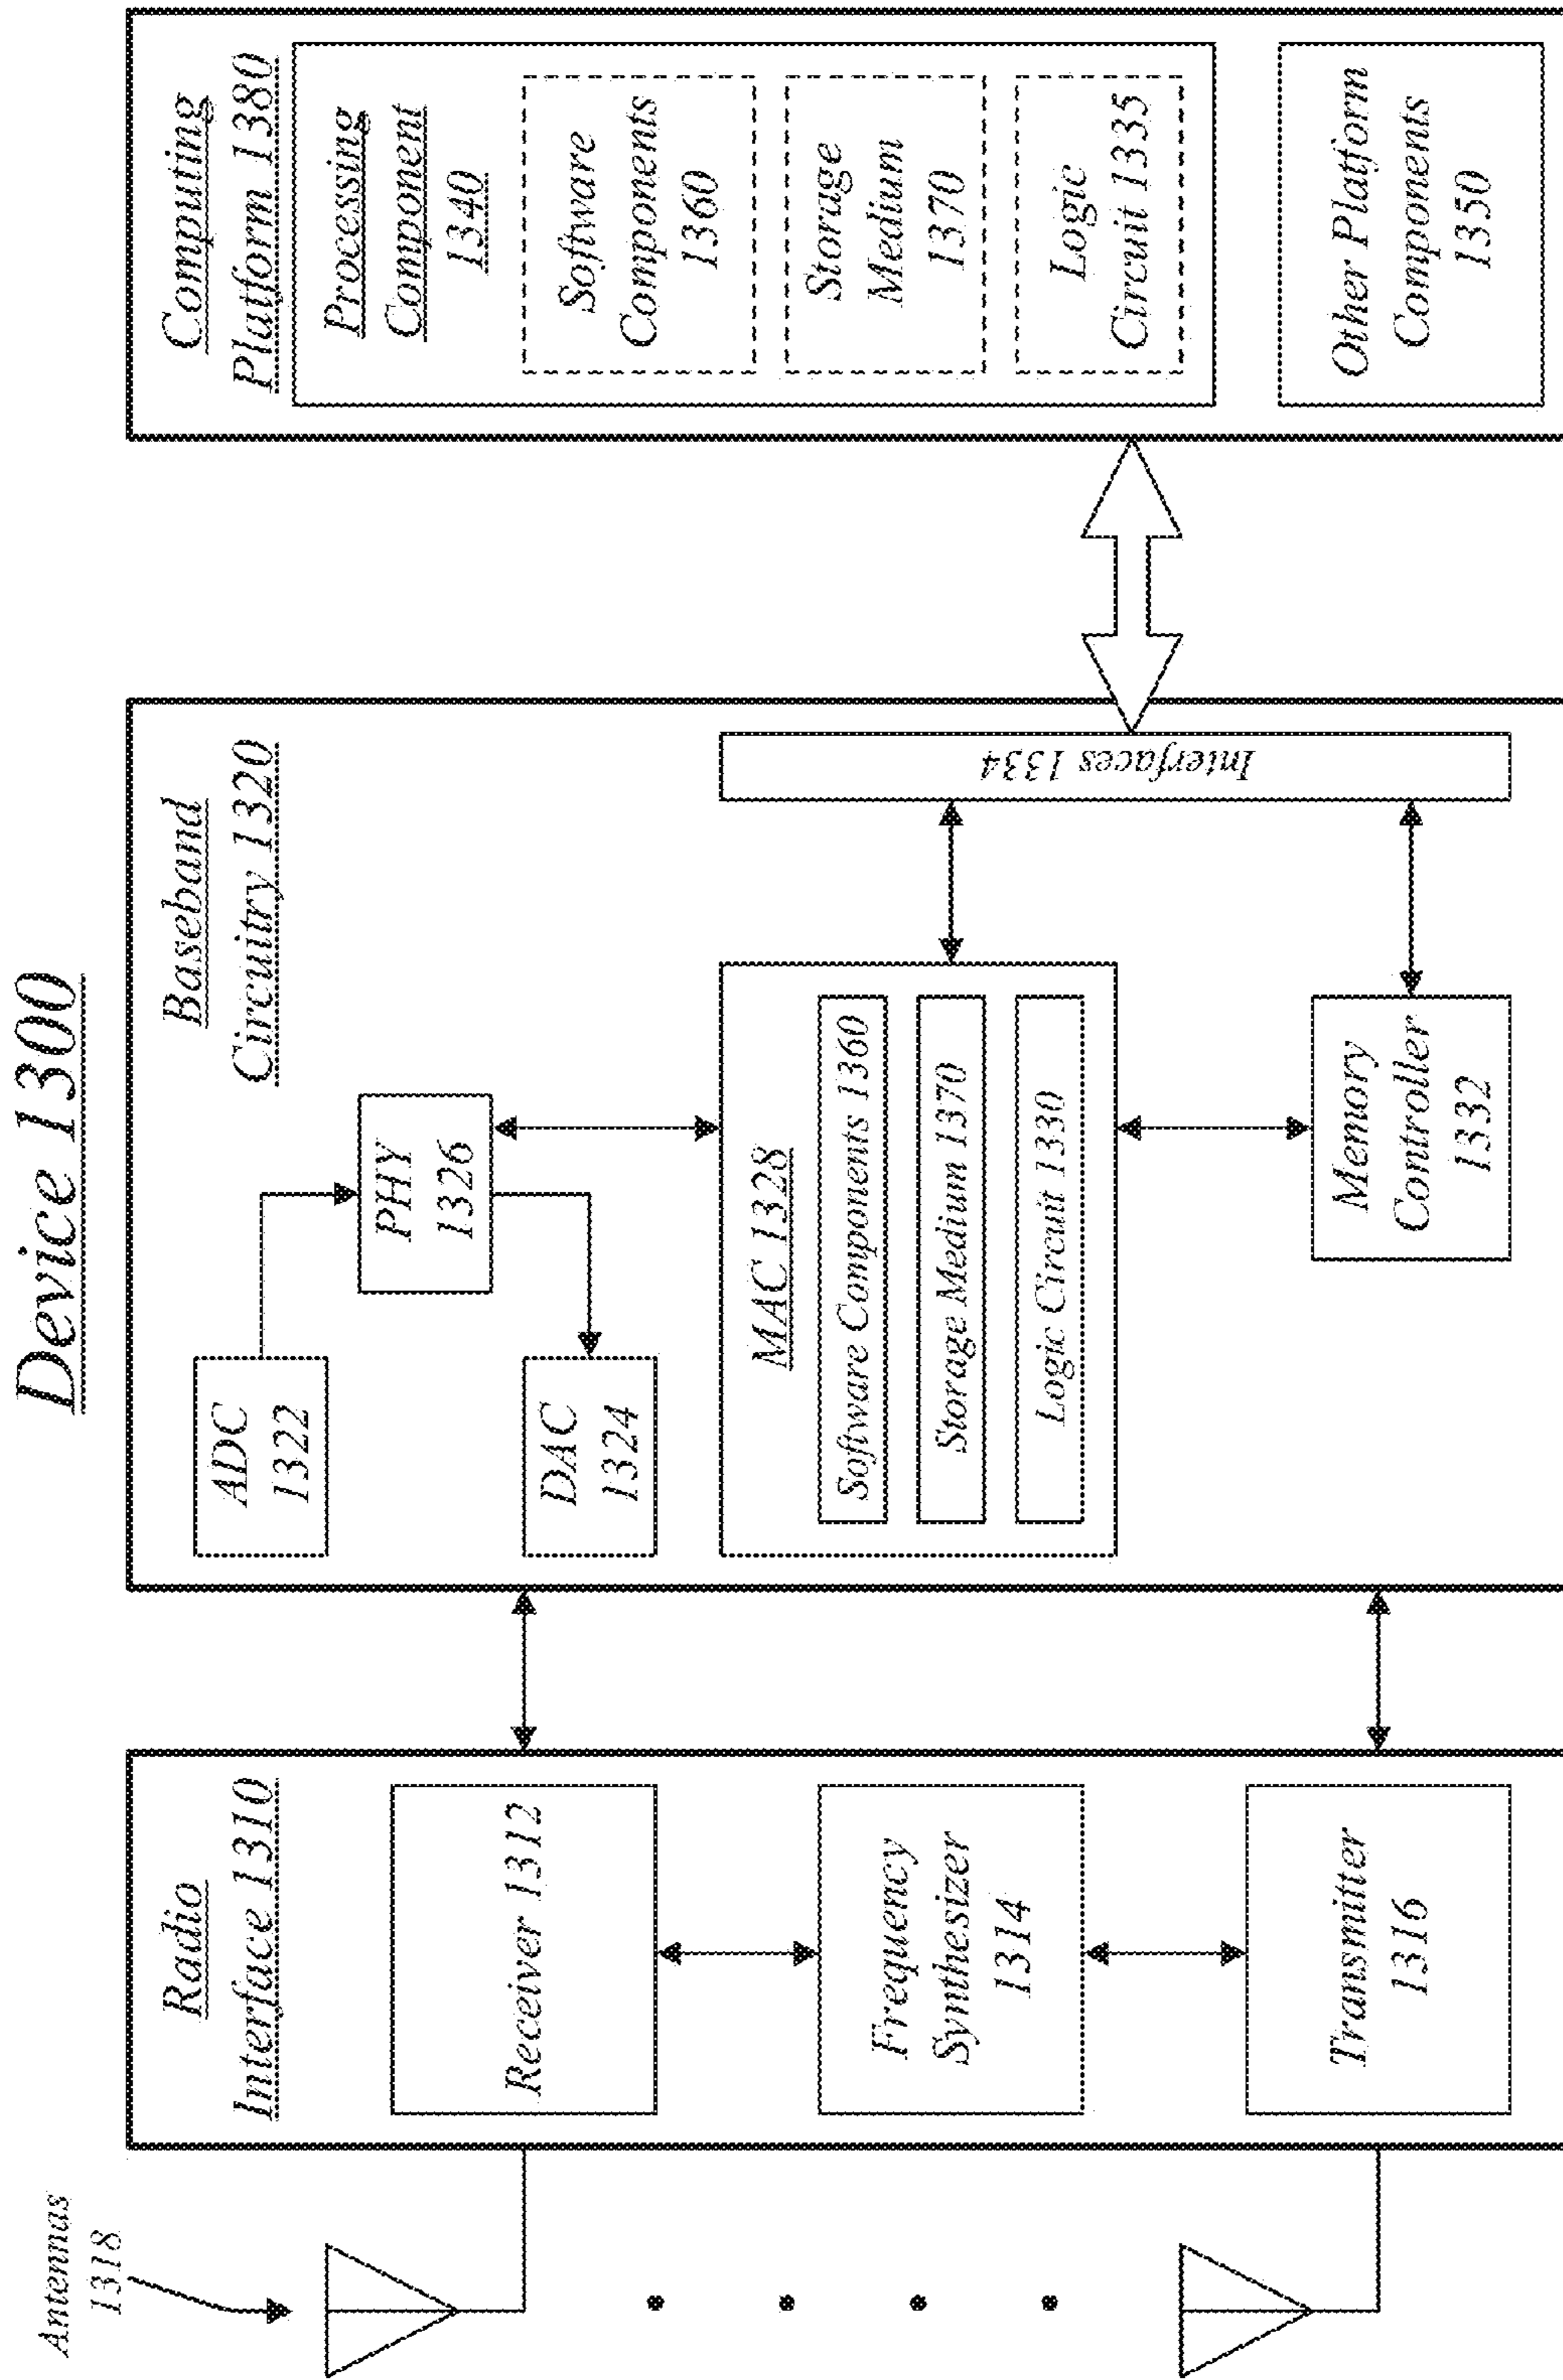 Device 1300
Antennas
1318
Radio
Interface 1310
Receiver 1312
Frequency
Synthesizer
1314
Transmitter
1316
Baseband
Circuitry 1320
ADC
1322
PHY
1326
DAC
1324
MAC 1328
Software Components 1360
Storage Medium 1370
Logic Circuit 1330
Memory
Controller
1332
Interfaces 1334
Computing
Platform 1380
Processing
Component
1340
Software
Components
1360
Storage
Medium
1370
Logic
Circuit 1335
Other Platform
Components
1350